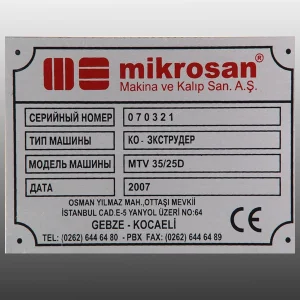 mikrosan®
Makina ve Kalıp San. A.Ş.
СЕРИЙНЫЙ НОМЕР 070321
ТИП МАШИНЫ КО- ЭКСТРУДЕР
МОДЕЛЬ МАШИНЫ MTV 35/25D
ДАТА 2007
OSMAN YILMAZ MAH.,OTTAŞI MEVKİİ
İSTANBUL CAD.E-5 YANYOL ÜZERİ NO:64
GEBZE - KOCAELİ
TEL: (0262) 644 64 80 - PBX FAX: (0262) 644 64 89
CE